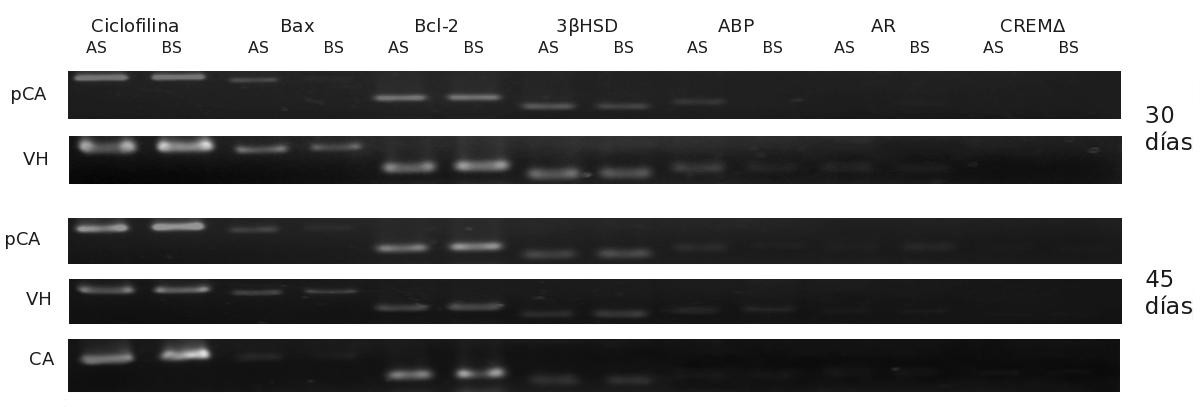 Ciclofilina Bax Bcl-2 3βHSD ABP AR CREMΔ
AS BS AS BS AS BS AS BS AS BS AS BS AS BS
pCA
30
días
VH
pCA
VH
45
días
CA